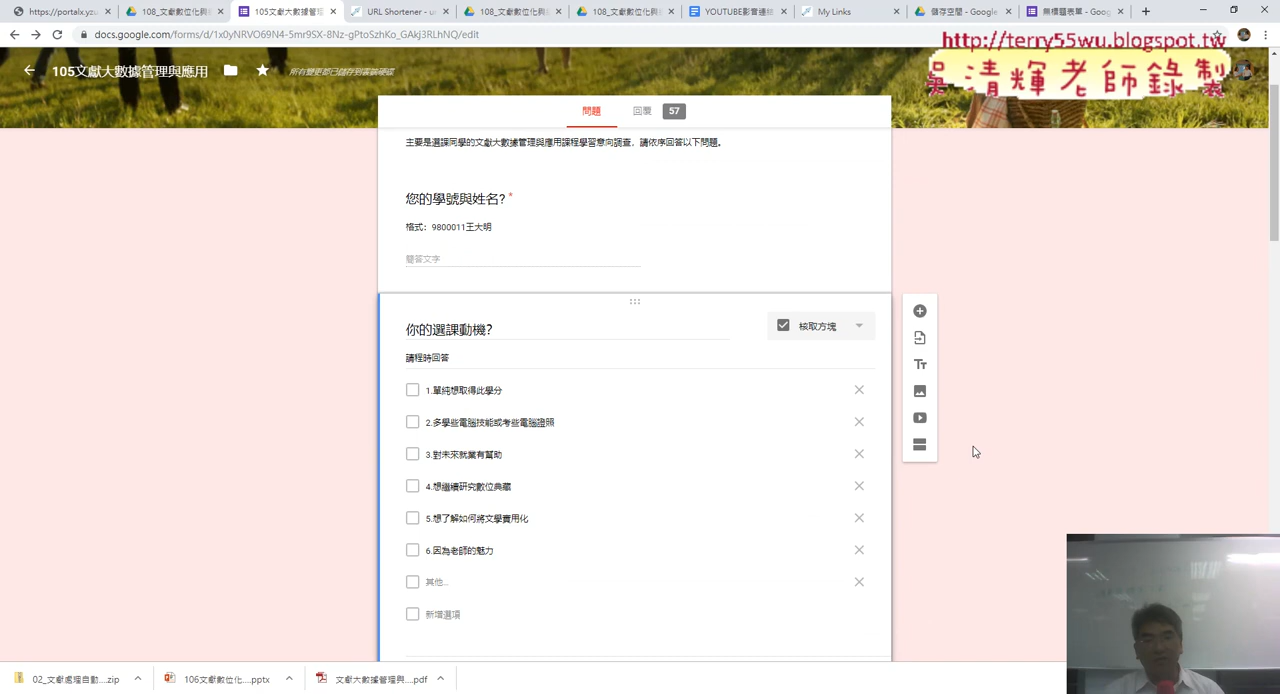 https://portalx.yz
108_文獻數位化與
105文獻大數據管理
URL Shortener - u
108_文獻數位化與
108_文獻數位化與
YOUTUBE影音連結
My Links
儲存空間 - Google
無標題表單 - Goog
docs.google.com/forms/d/1x0yNRVO69N4-5mr9SX-8Nz-gPtoSzhKo_GAkj3RLhNQ/edit
http://terry55wu.blogspot.tw
吳清輝老師錄製
105文獻大數據管理與應用
所有變更都已儲存到雲端硬碟
問題
回覆
57
主要是選課同學的文獻大數據管理與應用課程學習意向調查，請依序回答以下問題。
您的學號與姓名? *
格式：9800011王大明
簡答文字
你的選課動機?
核取方塊
請程時回答
1.單純想取得此學分
2.多學些電腦技能或考些電腦證照
3.對未來就業有幫助
4.想繼續研究數位典藏
5.想了解如何將文學實用化
6.因為老師的魅力
其他...
新增選項
Tт
02_文獻處理自動....zip
106文獻數位化....pptx
文獻大數據管理與....pdf